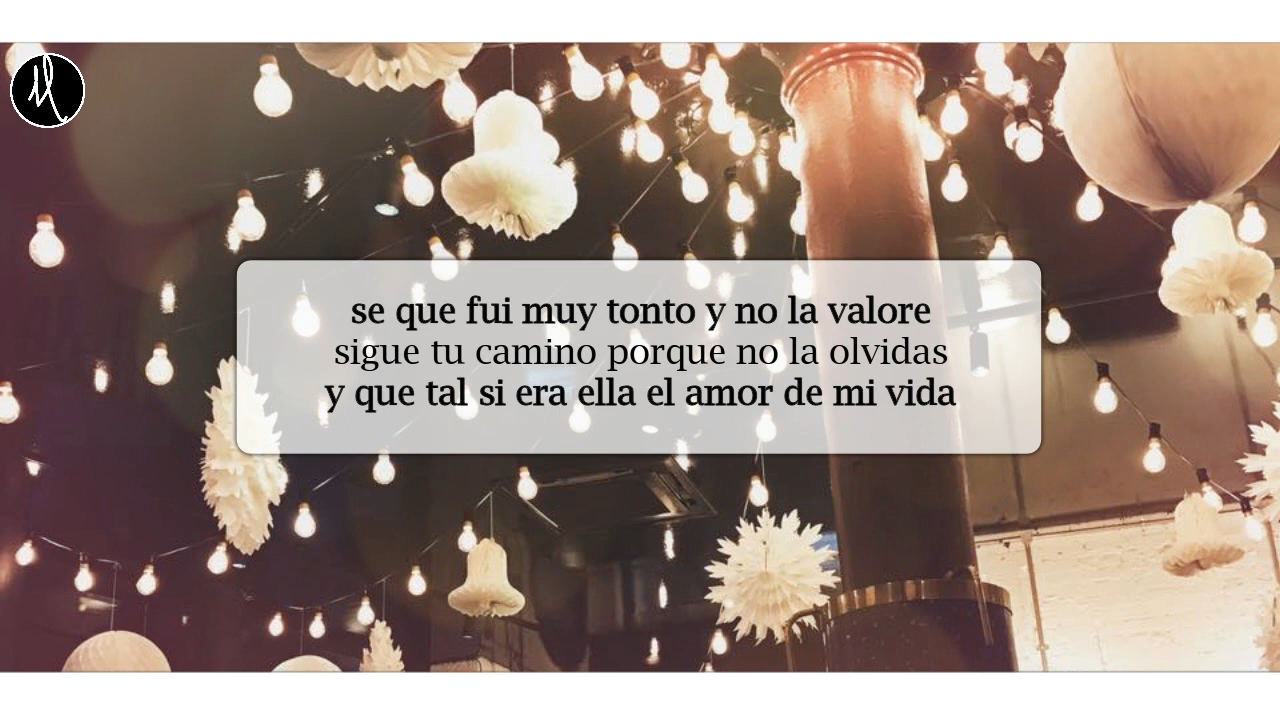 se que fui muy tonto y no la valore
sigue tu camino porque no la olvidas
y que tal si era ella el amor de mi vida